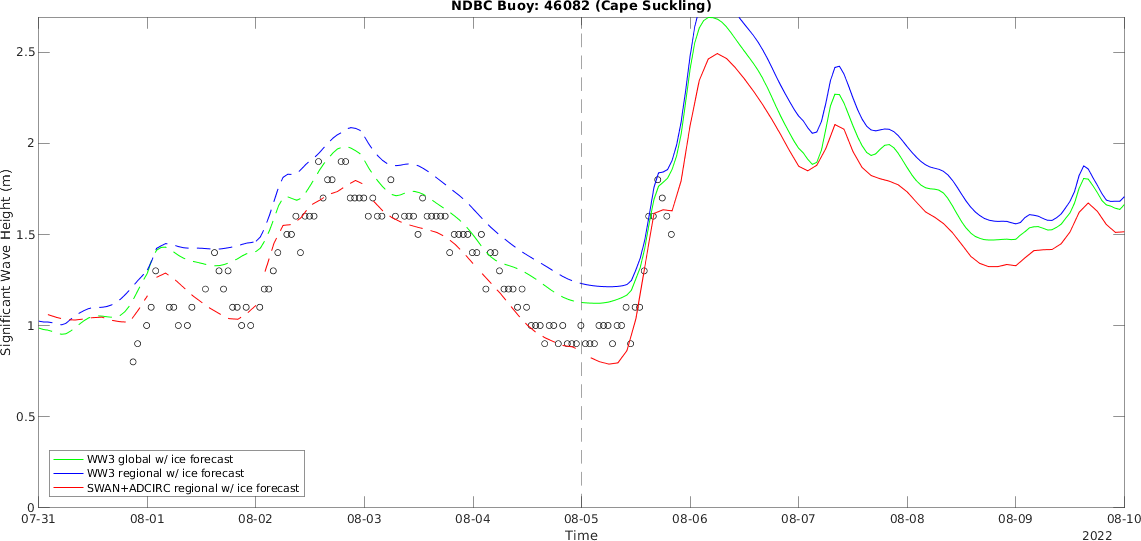 NDBC Buoy: 46082 (Cape Suckling)
Significant Wave Height (m)
2.5
2
1.5
1
0.5
0
WW3 global w/ ice forecast
WW3 regional w/ ice forecast
SWAN+ADCIRC regional w/ ice forecast
07-31 08-01 08-02 08-03 08-04 08-05 08-06 08-07 08-08 08-09 08-10
Time
2022